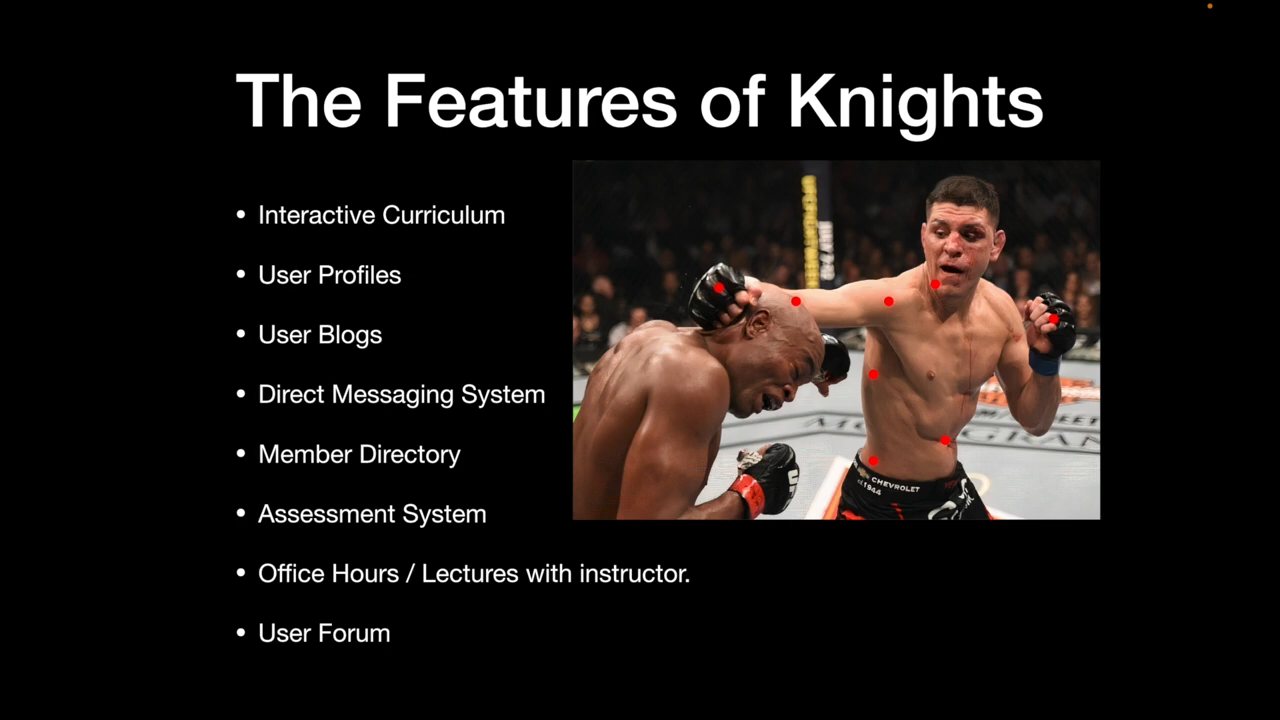 The Features of Knights
• Interactive Curriculum
• User Profiles
• User Blogs
• Direct Messaging System
• Member Directory
• Assessment System
• Office Hours / Lectures with instructor.
• User Forum
CHEVROLET